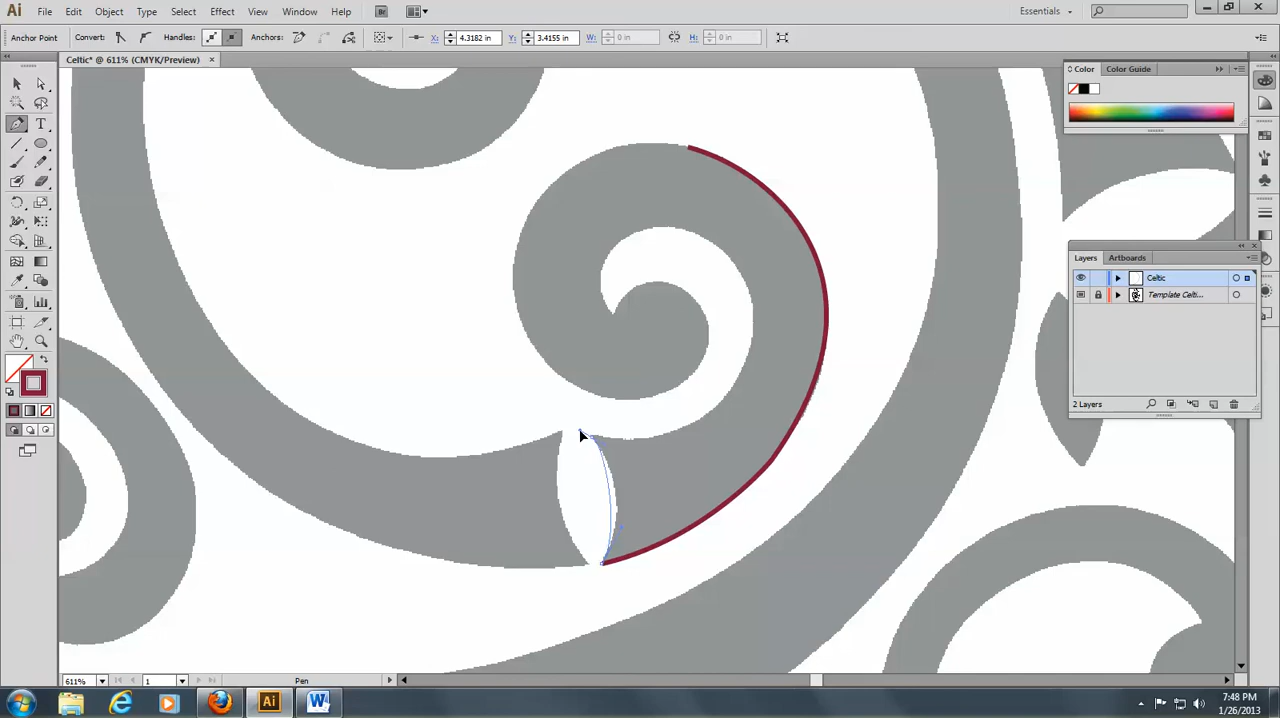 Ai File Edit Object Type Select Effect View Window Help Br Essentials
Anchor Point Convert: Handles: Anchors: X: 4.3182 in Y: 3.4155 in W: 0 in H: 0 in
Celtic* @ 611% (CMYK/Preview)
Color Color Guide
Layers Artboards
Celtic
Template Celti...
2 Layers
611% 1 Pen
Ai W 7:48 PM
1/26/2013